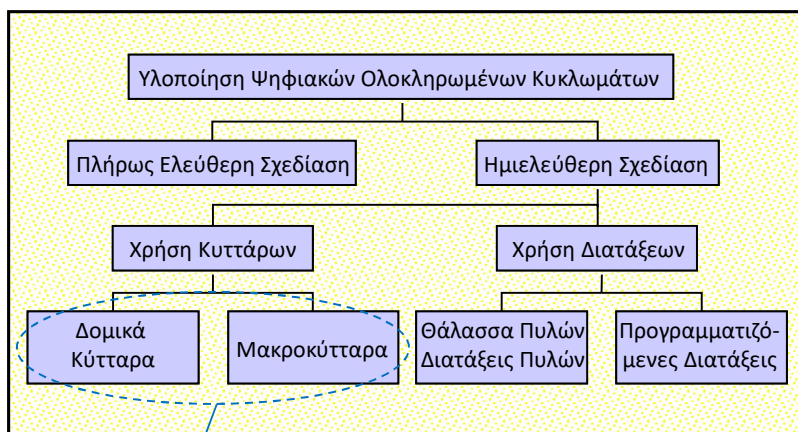 Υλοποίηση Ψηφιακών Ολοκληρωμένων Κυκλωμάτων
Πλήρως Ελεύθερη Σχεδίαση
Ημιελεύθερη Σχεδίαση
Χρήση Κυττάρων
Χρήση Διατάξεων
Δομικά
Κύτταρα
Μακροκύτταρα
Θάλασσα Πυλών
Διατάξεις Πυλών
Προγραμματιζό-
μενες Διατάξεις